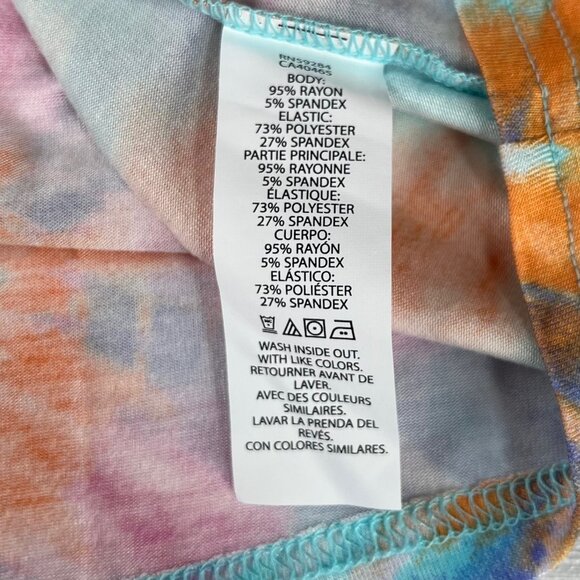 RN59284
CA40465
BODY:
95% RAYON
5% SPANDEX
ELASTIC:
73% POLYESTER
27% SPANDEX
PARTIE PRINCIPALE:
95% RAYONNE
5% SPANDEX
ÉLASTIQUE:
73% POLYESTER
27% SPANDEX
CUERPO:
95% RAYÓN
5% SPANDEX
ELÁSTICO:
73% POLIÉSTER
27% SPANDEX
WASH INSIDE OUT.
WITH LIKE COLORS.
RETOURNER AVANT DE
LAVER.
AVEC DES COULEURS
SIMILAIRES.
LAVAR LA PRENDA DEL
REVÉS.
CON COLORES SIMILARES.